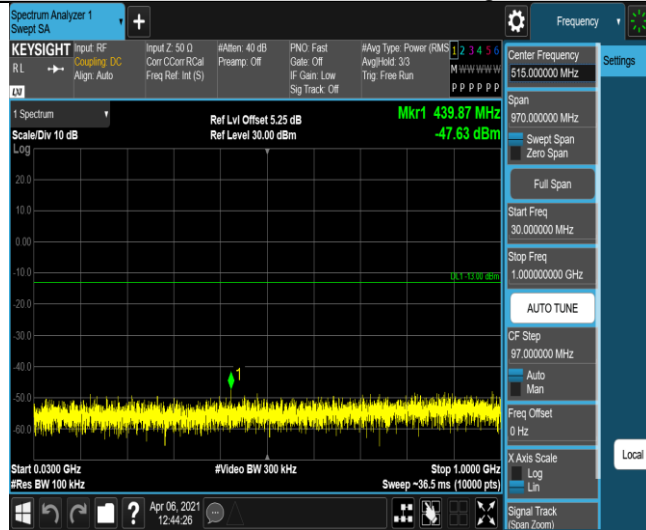 Spectrum Analyzer 1
Swept SA
+
Frequency
KEYSIGHT
RL
LXI
Input: RF
Coupling: DC
Align: Auto
Input Z: 50 Ω
Corr CCorr RCal
Freq Ref: Int (S)
#Atten: 40 dB
Preamp: Off
PNO: Fast
Gate: Off
IF Gain: Low
Sig Track: Off
#Avg Type: Power (RMS
Avg|Hold: 3/3
Trig: Free Run
1 2 3 4 5 6
M W W W W W
P P P P P P
1 Spectrum
Scale/Div 10 dB
Log
Ref Lvl Offset 5.25 dB
Ref Level 30.00 dBm
Mkr1 439.87 MHz
-47.63 dBm
20.0
10.0
0.00
-10.0
DL1 -13.00 dBm
-20.0
-30.0
-40.0
1
-50.0
-60.0
Start 0.0300 GHz
#Res BW 100 kHz
#Video BW 300 kHz
Stop 1.0000 GHz
Sweep ~36.5 ms (10000 pts)
?
Apr 06, 2021
12:44:26
Center Frequency
515.000000 MHz
Settings
Span
970.000000 MHz
Swept Span
Zero Span
Full Span
Start Freq
30.000000 MHz
Stop Freq
1.000000000 GHz
AUTO TUNE
CF Step
97.000000 MHz
Auto
Man
Freq Offset
0 Hz
X Axis Scale
Log
Lin
Local
Signal Track
(Span Zoom)